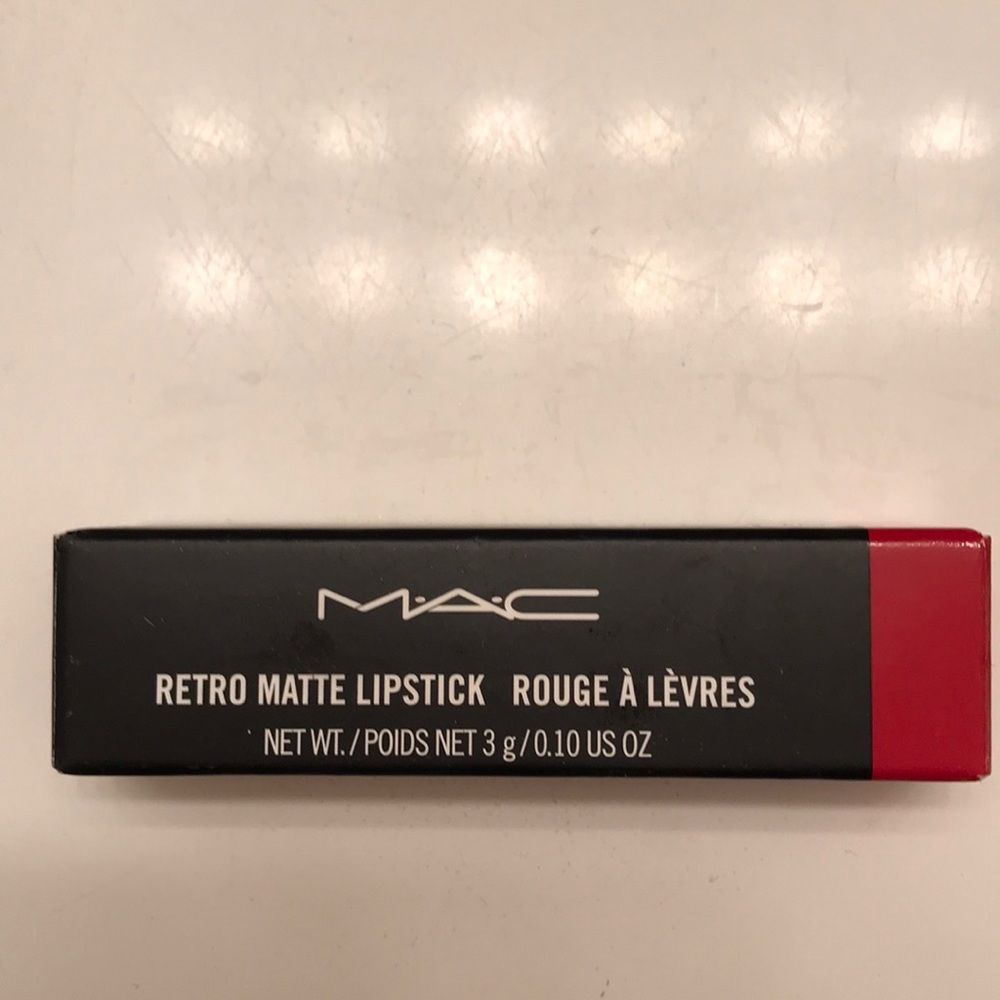 M·A·C
RETRO MATTE LIPSTICK ROUGE À LÈVRES
NET WT. / POIDS NET 3 g / 0.10 US OZ